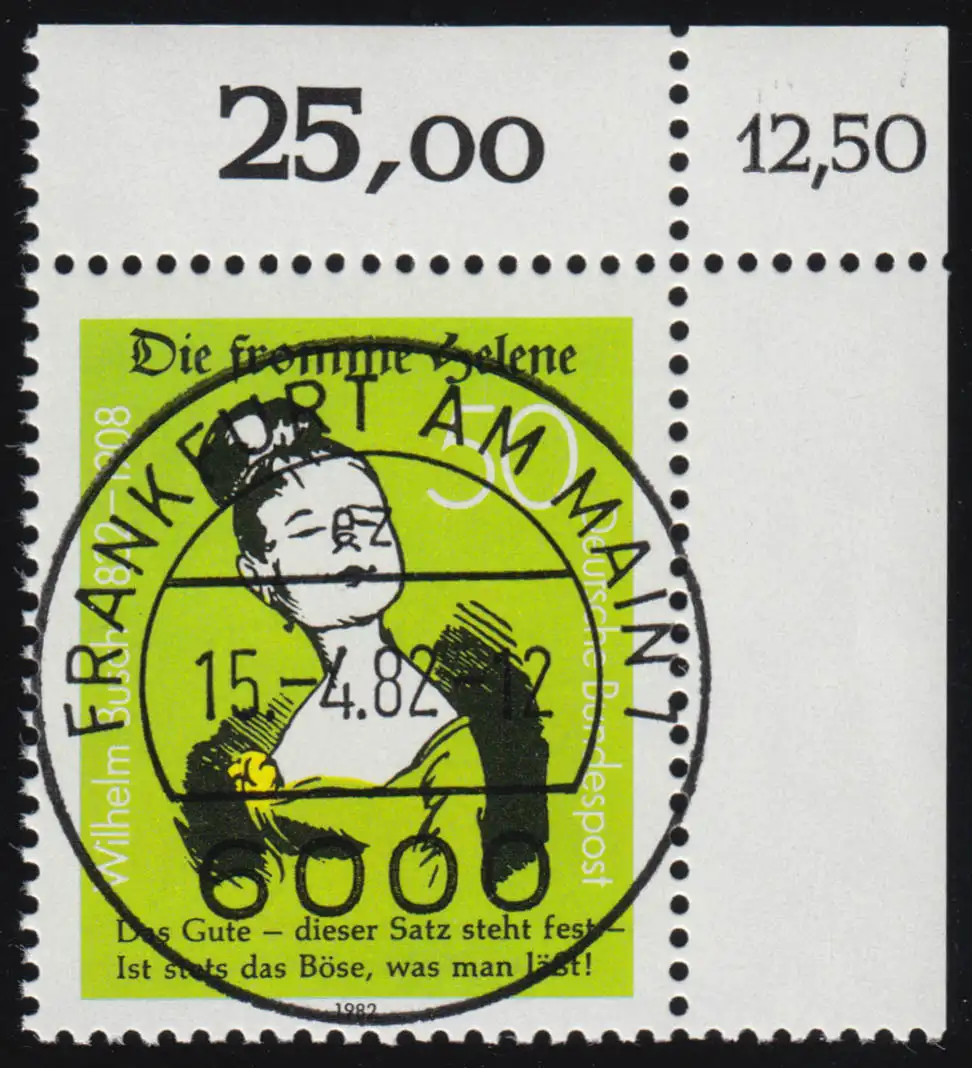 25,00
12,50
Die fromme Helene
50
Wilhelm Busch 1832–1908
Deutsche Bundespost
FRANKFURT AM MAIN 1
az
15.-4.82-12
6000
Das Gute – dieser Satz steht fest –
Ist stets das Böse, was man läßt!
1982